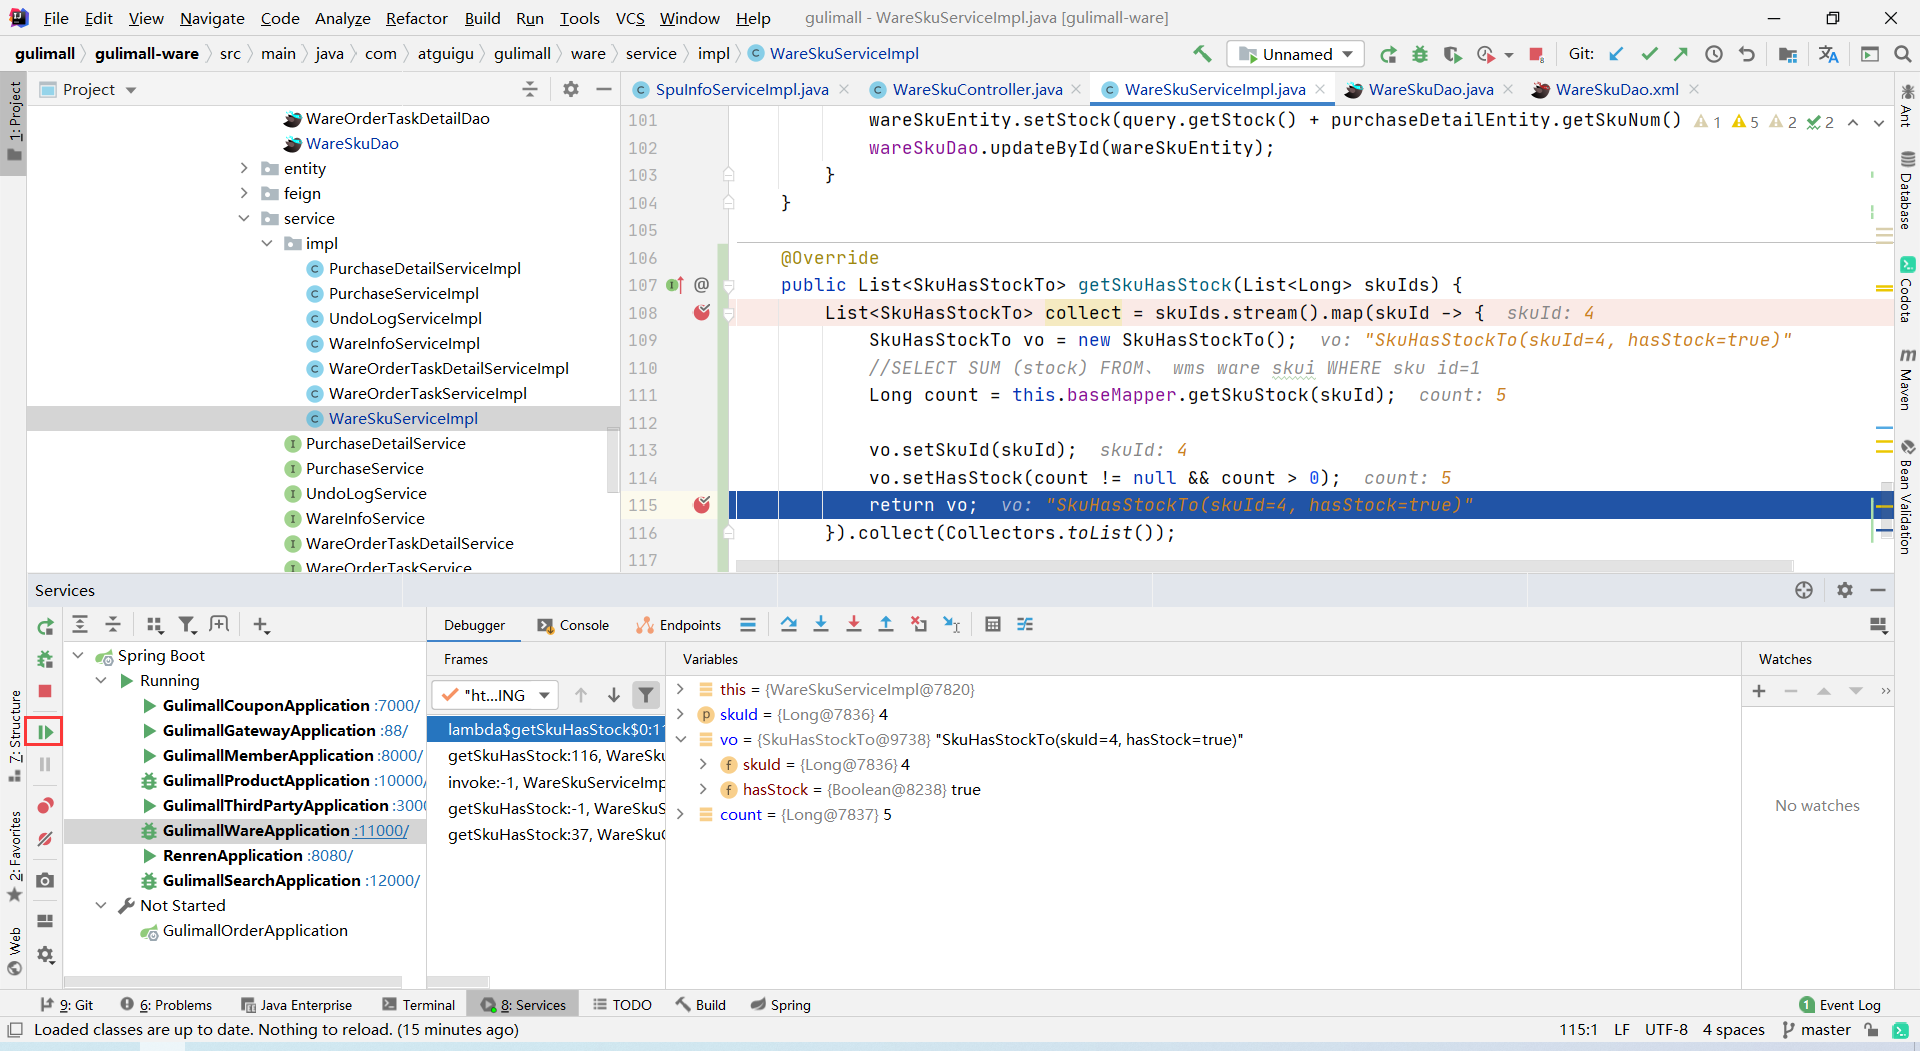 File Edit View Navigate Code Analyze Refactor Build Run Tools VCS Window Help gulimall - WareSkuServiceImpl.java [gulimall-ware]
gulimall gulimall-ware src main java com atguigu gulimall ware service impl WareSkuServiceImpl Unnamed Git:
Project
SpuInfoServiceImpl.java WareSkuController.java WareSkuServiceImpl.java WareSkuDao.java WareSkuDao.xml
1: Project
7: Structure
2: Favorites
Web
WareOrderTaskDetailDao
WareSkuDao
entity
feign
service
impl
PurchaseDetailServiceImpl
PurchaseServiceImpl
UndoLogServiceImpl
WareInfoServiceImpl
WareOrderTaskDetailServiceImpl
WareOrderTaskServiceImpl
WareSkuServiceImpl
PurchaseDetailService
PurchaseService
UndoLogService
WareInfoService
WareOrderTaskDetailService
WareOrderTaskService
101 wareSkuEntity.setStock(query.getStock() + purchaseDetailEntity.getSkuNum() 1 5 2 2
102 wareSkuDao.updateById(wareSkuEntity);
103 }
104 }
105
106 @Override
107 @ public List<SkuHasStockTo> getSkuHasStock(List<Long> skuIds) {
108 List<SkuHasStockTo> collect = skuIds.stream().map(skuId -> { skuId: 4
109 SkuHasStockTo vo = new SkuHasStockTo(); vo: "SkuHasStockTo(skuId=4, hasStock=true)"
110 //SELECT SUM (stock) FROM、 wms ware skui WHERE sku id=1
111 Long count = this.baseMapper.getSkuStock(skuId); count: 5
112
113 vo.setSkuId(skuId); skuId: 4
114 vo.setHasStock(count != null && count > 0); count: 5
115 return vo; vo: "SkuHasStockTo(skuId=4, hasStock=true)"
116 }).collect(Collectors.toList());
117
Ant
Database
Codota
Maven
Bean Validation
Services
Spring Boot
Running
GulimallCouponApplication :7000/
GulimallGatewayApplication :88/
GulimallMemberApplication :8000/
GulimallProductApplication :10000/
GulimallThirdPartyApplication :3000
GulimallWareApplication :11000/
RenrenApplication :8080/
GulimallSearchApplication :12000/
Not Started
GulimallOrderApplication
Debugger Console Endpoints
Frames
"ht...ING
lambda$getSkuHasStock$0:11
getSkuHasStock:116, WareSku
invoke:-1, WareSkuServiceImp
getSkuHasStock:-1, WareSkuS
getSkuHasStock:37, WareSkuC
Variables
this = {WareSkuServiceImpl@7820}
p skuId = {Long@7836} 4
vo = {SkuHasStockTo@9738} "SkuHasStockTo(skuId=4, hasStock=true)"
f skuId = {Long@7836} 4
f hasStock = {Boolean@8238} true
count = {Long@7837} 5
Watches
No watches
9: Git 6: Problems Java Enterprise Terminal 8: Services TODO Build Spring 1 Event Log
Loaded classes are up to date. Nothing to reload. (15 minutes ago) 115:1 LF UTF-8 4 spaces master